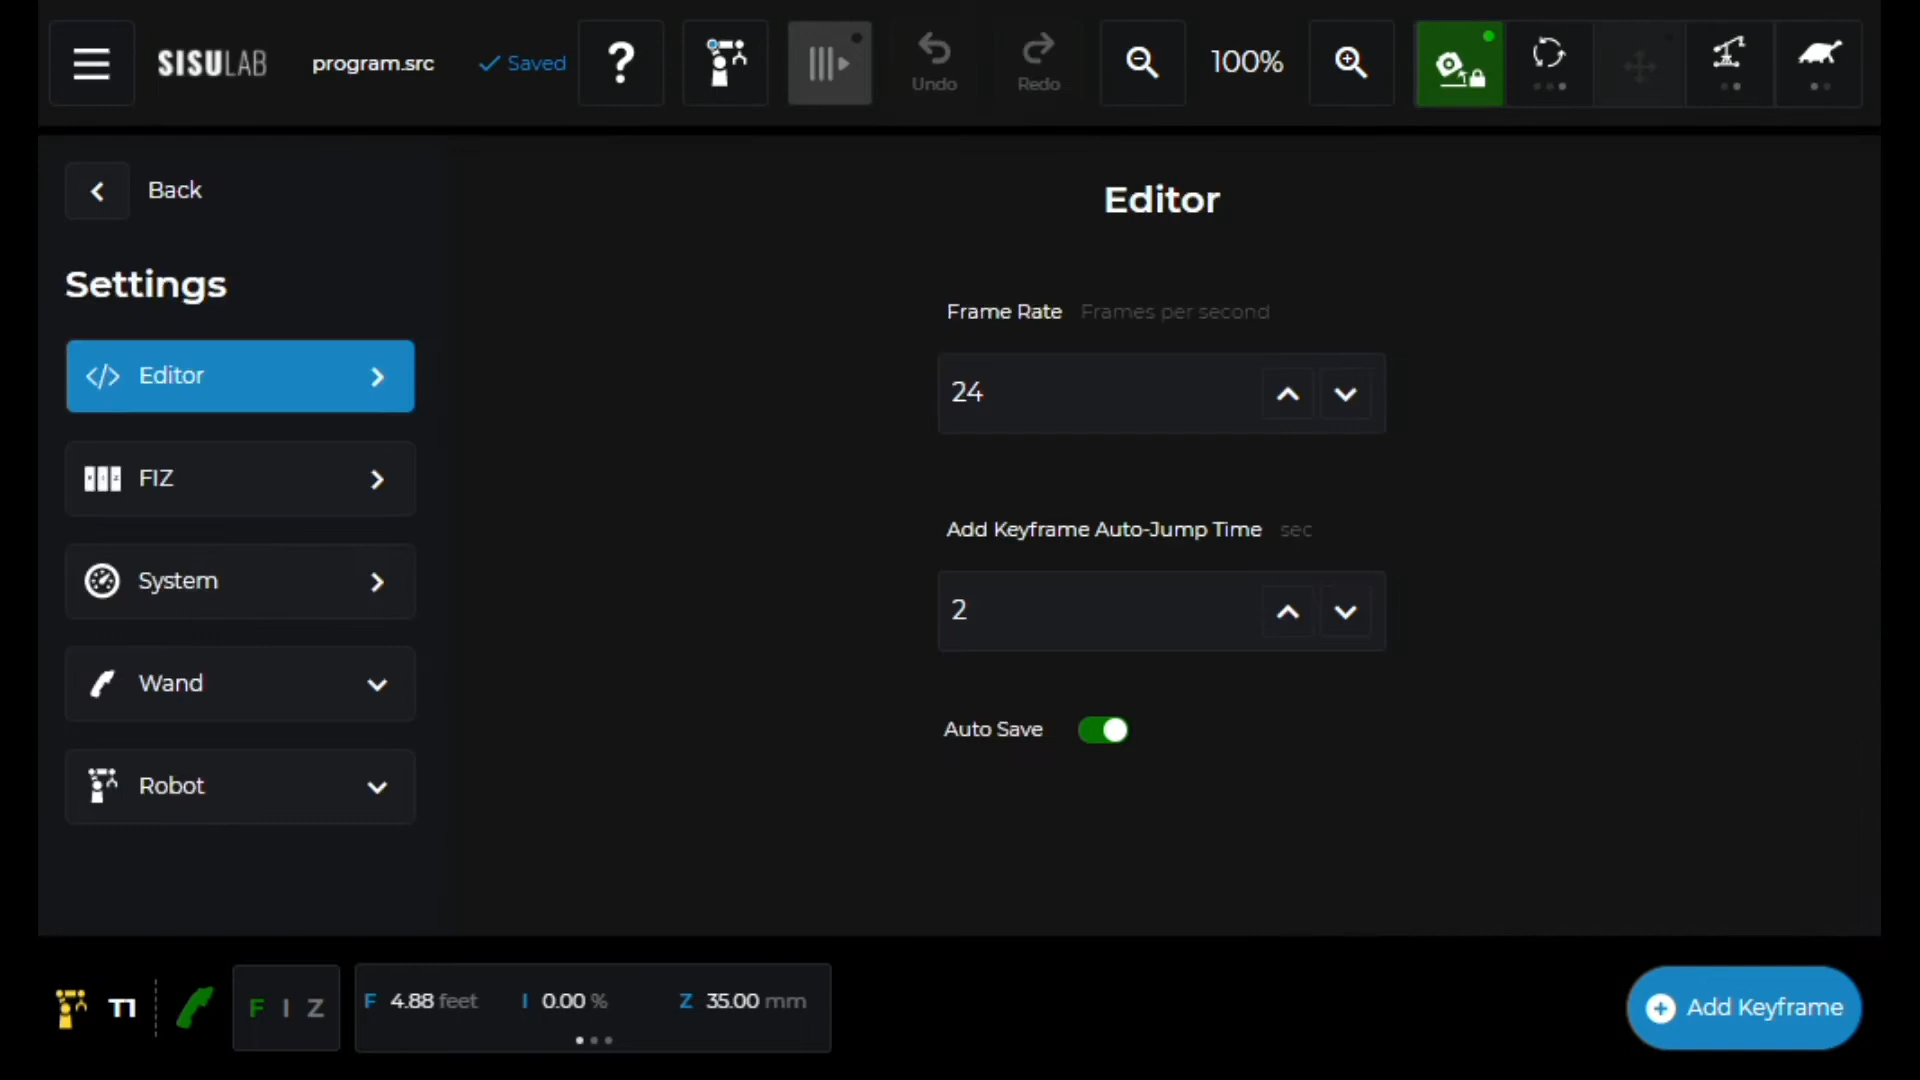 SISULAB
program.src
Saved
?
Undo
Redo
100%
Back
Settings
Editor
FIZ
System
Wand
Robot
Editor
Frame Rate Frames per second
24
Add Keyframe Auto-Jump Time sec
2
Auto Save
T1
F I Z
F 4.88 feet I 0.00 % Z 35.00 mm
Add Keyframe